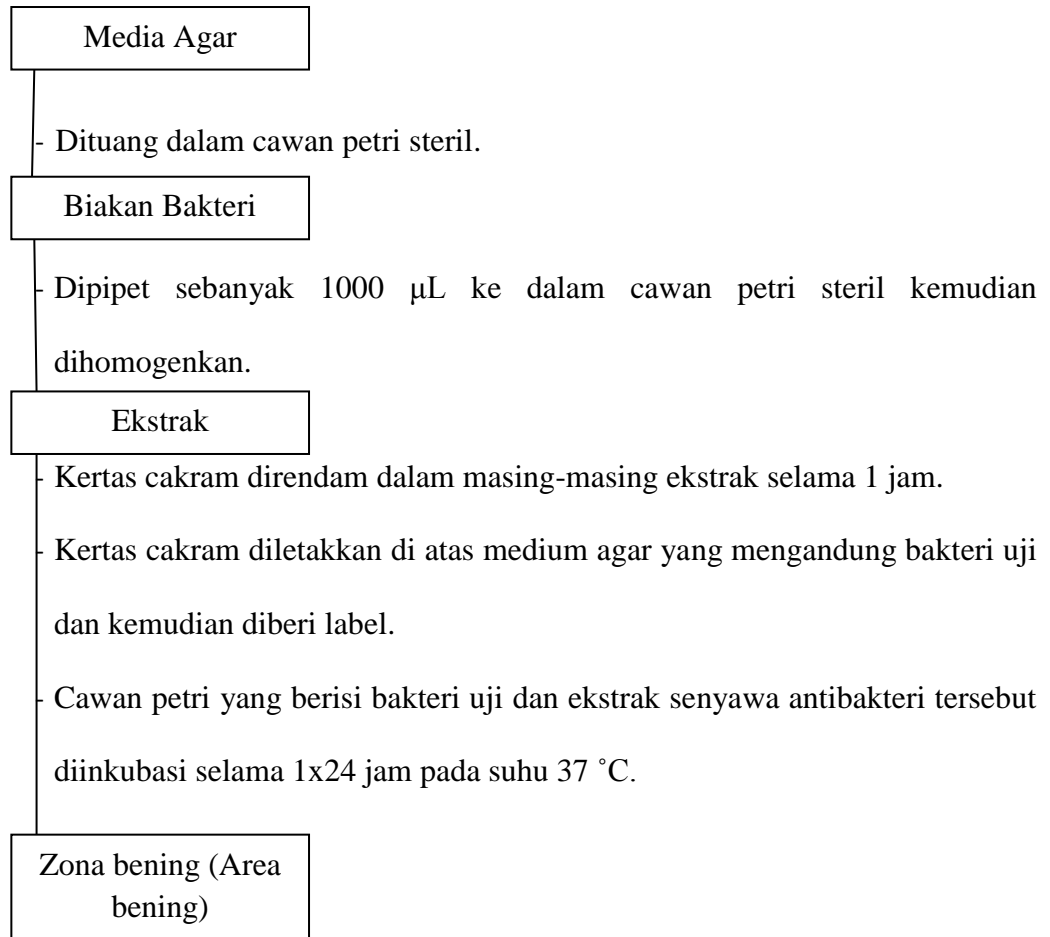 Media Agar
- Dituang dalam cawan petri steril.
Biakan Bakteri
- Dipipet sebanyak 1000 μL ke dalam cawan petri steril kemudian
dihomogenkan.
Ekstrak
- Kertas cakram direndam dalam masing-masing ekstrak selama 1 jam.
- Kertas cakram diletakkan di atas medium agar yang mengandung bakteri uji
dan kemudian diberi label.
- Cawan petri yang berisi bakteri uji dan ekstrak senyawa antibakteri tersebut
diinkubasi selama 1x24 jam pada suhu 37 ˚C.
Zona bening (Area
bening)